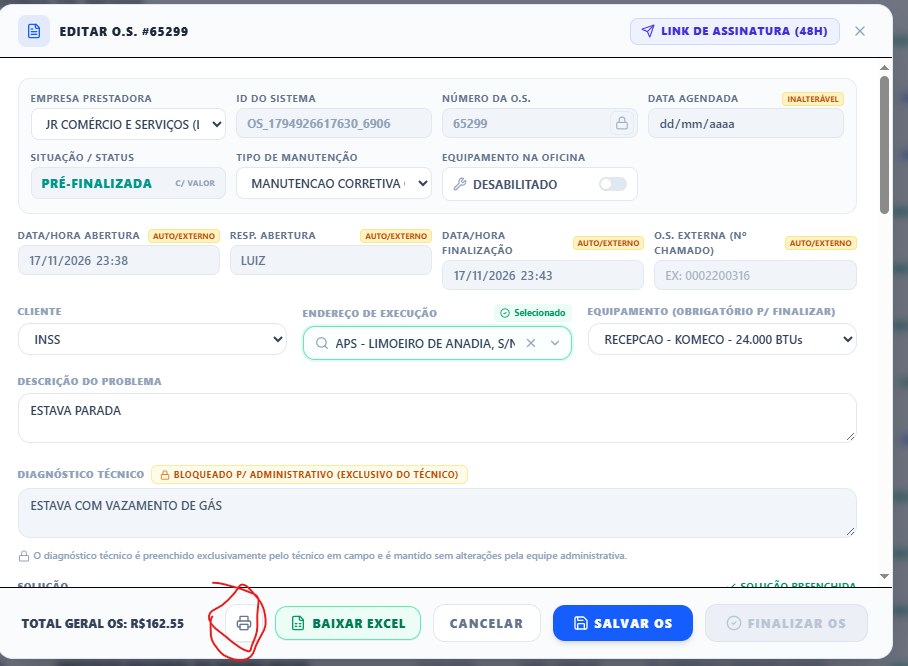 EDITAR O.S. #65299
LINK DE ASSINATURA (48H)
EMPRESA PRESTADORA
ID DO SISTEMA
NÚMERO DA O.S.
DATA AGENDADA
INALTERÁVEL
JR COMÉRCIO E SERVIÇOS (I
OS_1794926617630_6906
65299
dd/mm/aaaa
SITUAÇÃO / STATUS
TIPO DE MANUTENÇÃO
EQUIPAMENTO NA OFICINA
PRÉ-FINALIZADA
C/ VALOR
MANUTENCAO CORRETIVA
DESABILITADO
DATA/HORA ABERTURA
AUTO/EXTERNO
RESP. ABERTURA
AUTO/EXTERNO
DATA/HORA
FINALIZAÇÃO
AUTO/EXTERNO
O.S. EXTERNA (Nº
CHAMADO)
AUTO/EXTERNO
17/11/2026 23:38
LUIZ
17/11/2026 23:43
EX: 0002200316
CLIENTE
ENDEREÇO DE EXECUÇÃO
Selecionado
EQUIPAMENTO (OBRIGATÓRIO P/ FINALIZAR)
INSS
APS - LIMOEIRO DE ANADIA, S/N
RECEPCAO - KOMECO - 24.000 BTUs
DESCRIÇÃO DO PROBLEMA
ESTAVA PARADA
DIAGNÓSTICO TÉCNICO
BLOQUEADO P/ ADMINISTRATIVO (EXCLUSIVO DO TÉCNICO)
ESTAVA COM VAZAMENTO DE GÁS
O diagnóstico técnico é preenchido exclusivamente pelo técnico em campo e é mantido sem alterações pela equipe administrativa.
SOLUÇÃO
✓ SOLUÇÃO PREENCHIDA
TOTAL GERAL OS: R$162.55
BAIXAR EXCEL
CANCELAR
SALVAR OS
FINALIZAR OS